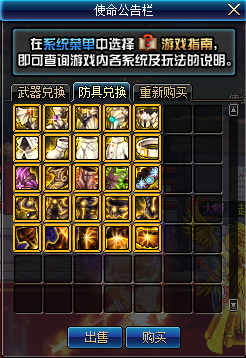 使命公告栏
在系统菜单中选择 游戏指南,
即可查询游戏内各系统及玩法的说明。
武器兑换 防具兑换 重新购买
出售 购买